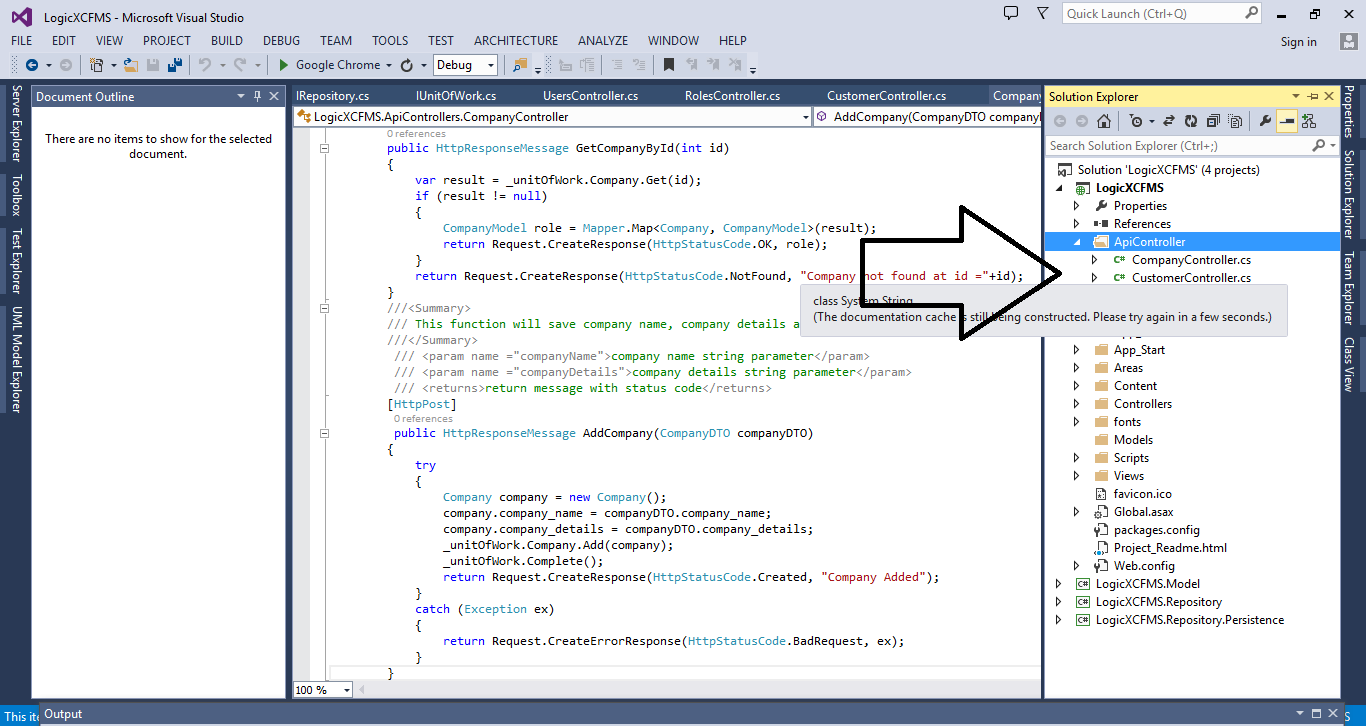 LogicXCFMS - Microsoft Visual Studio
Quick Launch (Ctrl+Q)
FILE EDIT VIEW PROJECT BUILD DEBUG TEAM TOOLS TEST ARCHITECTURE ANALYZE WINDOW HELP
Sign in
Google Chrome Debug
Server Explorer
Toolbox
Test Explorer
UML Model Explorer
Document Outline
There are no items to show for the selected
document.
IRepository.cs IUnitOfWork.cs UsersController.cs RolesController.cs CustomerController.cs Company
LogicXCFMS.ApiControllers.CompanyController AddCompany(CompanyDTO companyI
0 references
public HttpResponseMessage GetCompanyById(int id)
{
var result = _unitOfWork.Company.Get(id);
if (result != null)
{
CompanyModel role = Mapper.Map<Company, CompanyModel>(result);
return Request.CreateResponse(HttpStatusCode.OK, role);
}
return Request.CreateResponse(HttpStatusCode.NotFound, "Company not found at id ="+id);
}
///<Summary>
/// This function will save company name, company details a
///</Summary>
/// <param name ="companyName">company name string parameter</param>
/// <param name ="companyDetails">company details string parameter</param>
/// <returns>return message with status code</returns>
[HttpPost]
0 references
public HttpResponseMessage AddCompany(CompanyDTO companyDTO)
{
try
{
Company company = new Company();
company.company_name = companyDTO.company_name;
company.company_details = companyDTO.company_details;
_unitOfWork.Company.Add(company);
_unitOfWork.Complete();
return Request.CreateResponse(HttpStatusCode.Created, "Company Added");
}
catch (Exception ex)
{
return Request.CreateErrorResponse(HttpStatusCode.BadRequest, ex);
}
}
100 %
class System.String
(The documentation cache is still being constructed. Please try again in a few seconds.)
Solution Explorer
Search Solution Explorer (Ctrl+;)
Solution 'LogicXCFMS' (4 projects)
LogicXCFMS
Properties
References
ApiController
C# CompanyController.cs
C# CustomerController.cs
App_Start
Areas
Content
Controllers
fonts
Models
Scripts
Views
favicon.ico
Global.asax
packages.config
Project_Readme.html
Web.config
C# LogicXCFMS.Model
C# LogicXCFMS.Repository
C# LogicXCFMS.Repository.Persistence
Properties
Solution Explorer
Team Explorer
Class View
This ite
Output
S